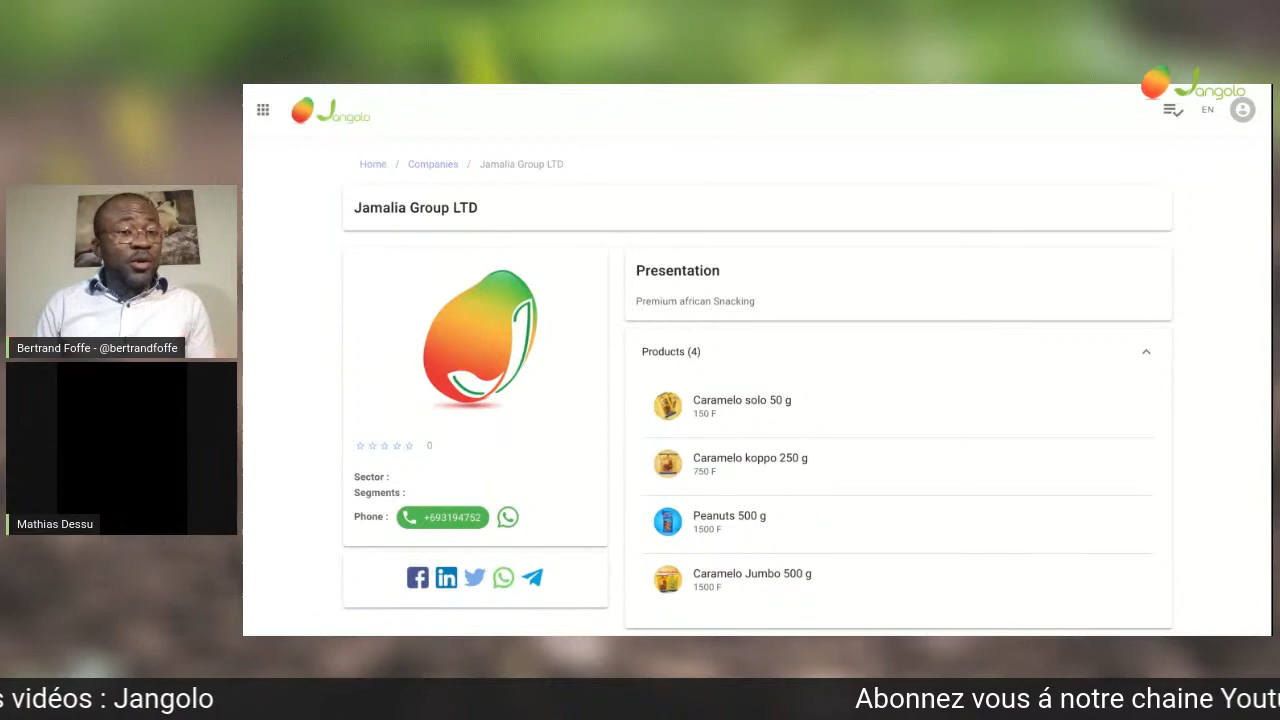 Jangolo
Jangolo
EN
Home / Companies / Jamalia Group LTD
Jamalia Group LTD
Presentation
Premium african Snacking
Products (4)
Caramelo solo 50 g
150 F
Caramelo koppo 250 g
750 F
Peanuts 500 g
1500 F
Caramelo Jumbo 500 g
1500 F
0
Sector :
Segments :
Phone : +693194752
Bertrand Foffe - @bertrandfoffe
Mathias Dessu
s vidéos : Jangolo
Abonnez vous á notre chaine Yout